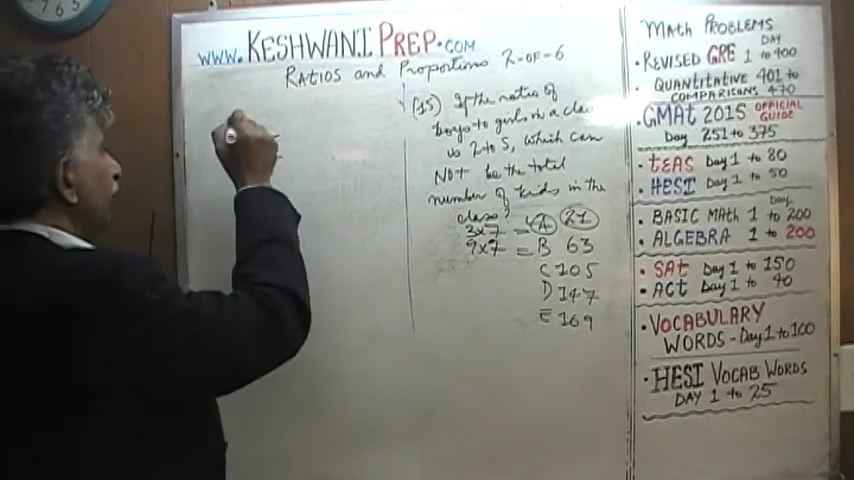 www.KESHWANIPREP.COM
RATIOS and Proportions 2-OF-6
(15) If the ratio of
boys to girls in a class
is 2 to 5, which can
NOT be the total
number of kids in the
class?
3x7 = A 21
9x7 = B 63
C 105
D 147
E 169
MATH PROBLEMS
DAY
• REVISED GRE 1 to 400
• QUANTITATIVE 401 to
COMPARISONS 470
• GMAT 2015 OFFICIAL GUIDE
Day 251 to 375
• TEAS Day 1 to 80
• HESI Day 1 to 50
Day
• BASIC MATH 1 to 200
• ALGEBRA 1 to 200
• SAT Day 1 to 150
• ACT Day 1 to 40
• VOCABULARY
WORDS - Day 1 to 100
• HESI VOCAB WORDS
DAY 1 to 25
7 6 5